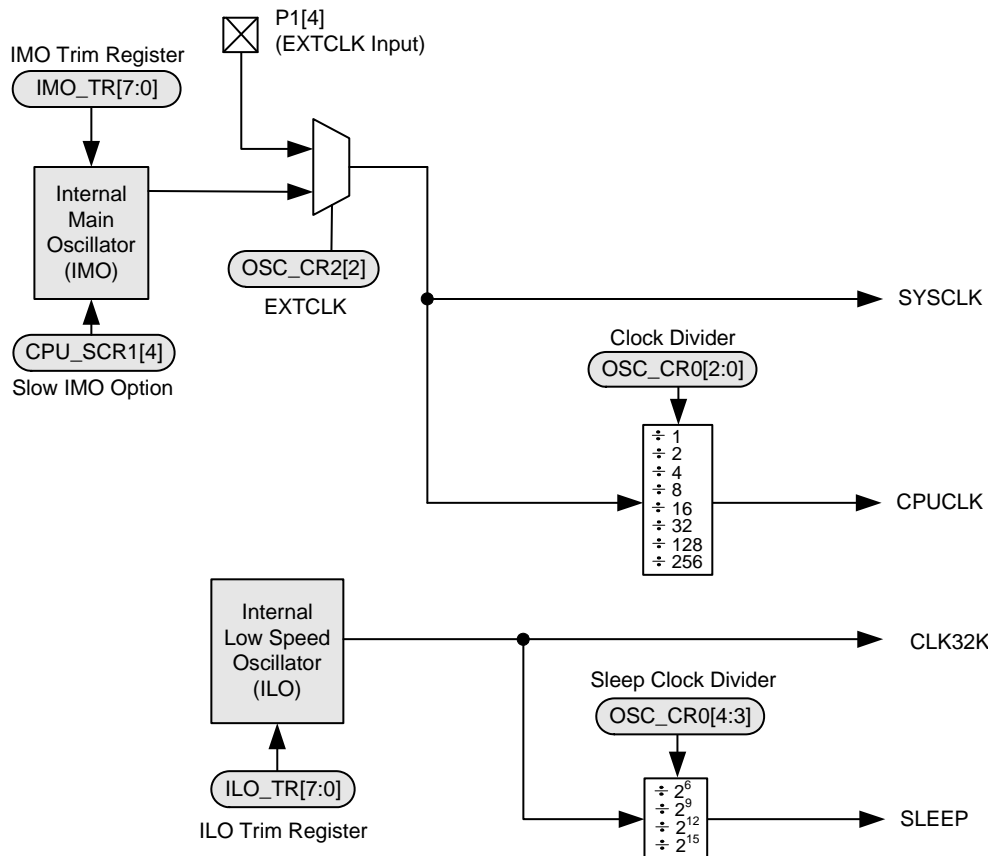 P1[4]
(EXTCLK Input)
IMO Trim Register
IMO_TR[7:0]
Internal
Main
Oscillator
(IMO)
OSC_CR2[2]
EXTCLK
SYSCLK
CPU_SCR1[4]
Slow IMO Option
Clock Divider
OSC_CR0[2:0]
÷ 1
÷ 2
÷ 4
÷ 8
÷ 16
÷ 32
÷ 128
÷ 256
CPUCLK
Internal
Low Speed
Oscillator
(ILO)
CLK32K
Sleep Clock Divider
OSC_CR0[4:3]
ILO_TR[7:0]
ILO Trim Register
÷ 2⁶
÷ 2⁹
÷ 2¹²
÷ 2¹⁵
SLEEP